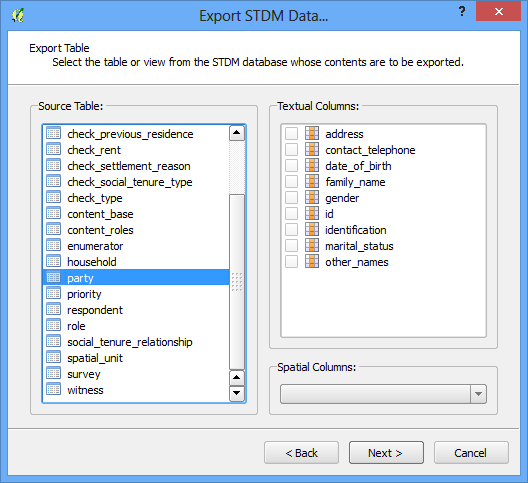 Export STDM Data...
Export Table
Select the table or view from the STDM database whose contents are to be exported.
Source Table:
check_previous_residence
check_rent
check_settlement_reason
check_social_tenure_type
check_type
content_base
content_roles
enumerator
household
party
priority
respondent
role
social_tenure_relationship
spatial_unit
survey
witness
Textual Columns:
address
contact_telephone
date_of_birth
family_name
gender
id
identification
marital_status
other_names
Spatial Columns:
< Back
Next >
Cancel